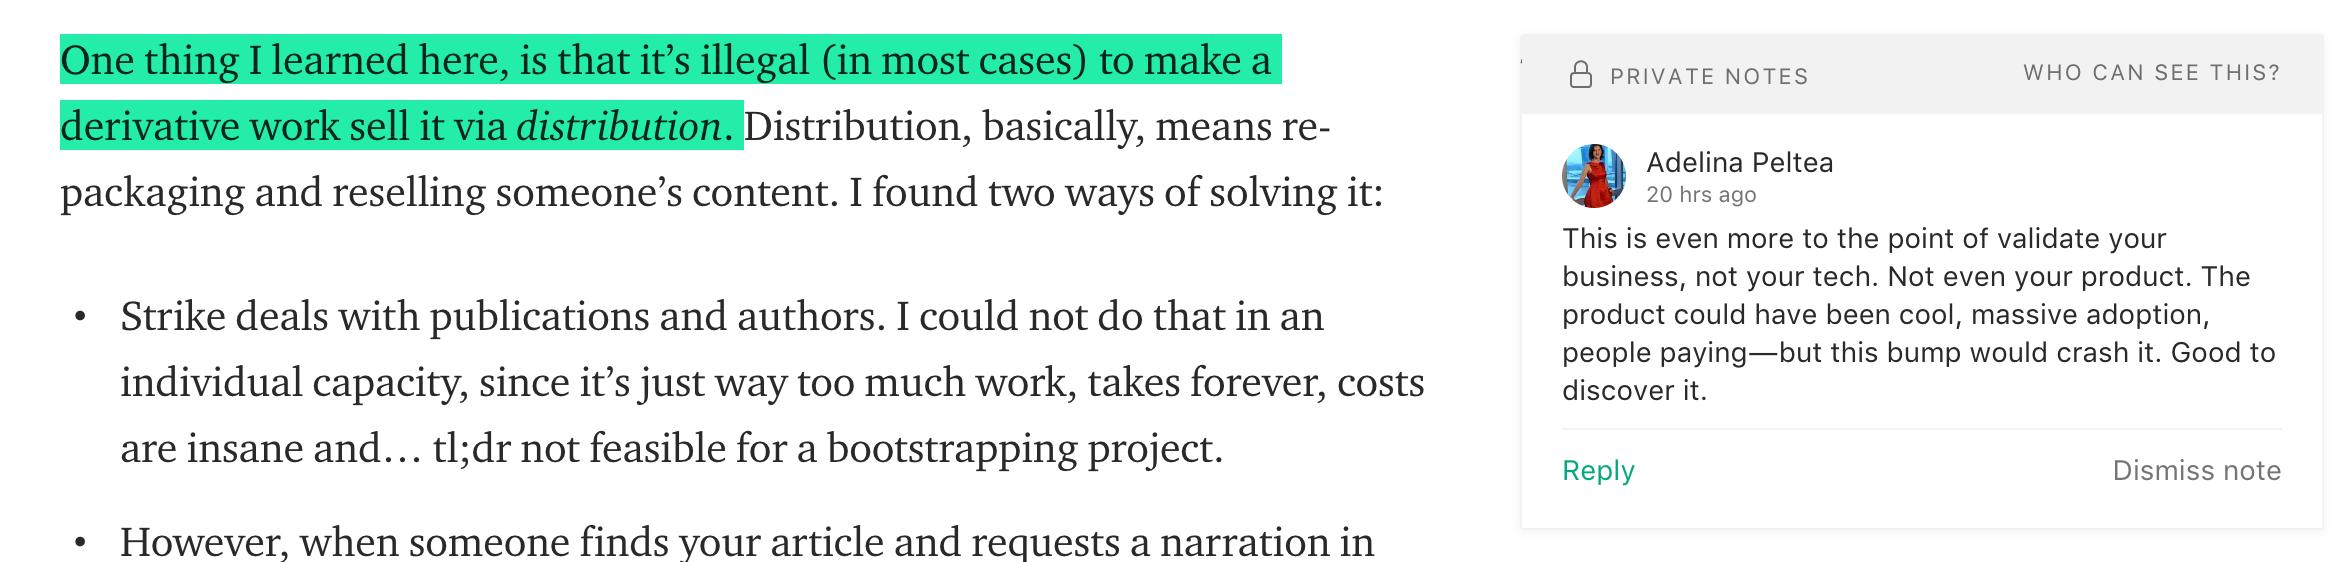 One thing I learned here, is that it’s illegal (in most cases) to make a
derivative work sell it via distribution. Distribution, basically, means re-
packaging and reselling someone’s content. I found two ways of solving it:
• Strike deals with publications and authors. I could not do that in an
individual capacity, since it’s just way too much work, takes forever, costs
are insane and… tl;dr not feasible for a bootstrapping project.
• However, when someone finds your article and requests a narration in
PRIVATE NOTES
WHO CAN SEE THIS?
Adelina Peltea
20 hrs ago
This is even more to the point of validate your
business, not your tech. Not even your product. The
product could have been cool, massive adoption,
people paying—but this bump would crash it. Good to
discover it.
Reply
Dismiss note